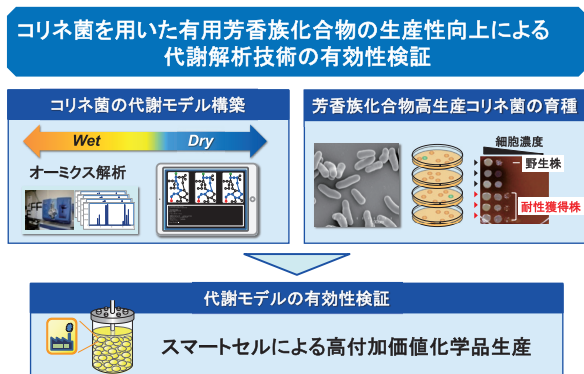 コリネ菌を用いた有用芳香族化合物の生産性向上による
代謝解析技術の有効性検証
コリネ菌の代謝モデル構築
Wet
Dry
オーミクス解析
芳香族化合物高生産コリネ菌の育種
細胞濃度
野生株
耐性獲得株
代謝モデルの有効性検証
スマートセルによる高付加価値化学品生産